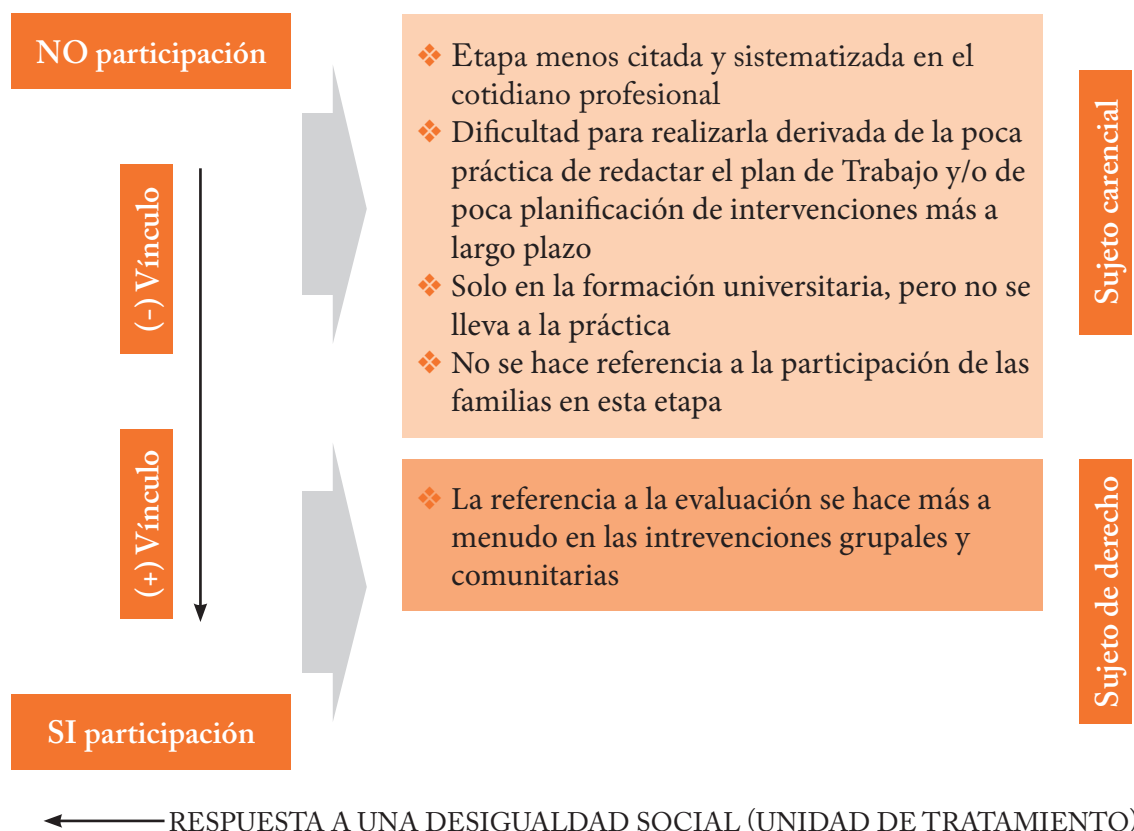 NO participación
❖ Etapa menos citada y sistematizada en el
cotidiano profesional
❖ Dificultad para realizarla derivada de la poca
práctica de redactar el plan de Trabajo y/o de
poca planificación de intervenciones más a
largo plazo
❖ Solo en la formación universitaria, pero no se
lleva a la práctica
❖ No se hace referencia a la participación de las
familias en esta etapa
Sujeto carencial
(-) Vínculo
(+) Vínculo
❖ La referencia a la evaluación se hace más a
menudo en las intrevenciones grupales y
comunitarias
Sujeto de derecho
SI participación
RESPUESTA A UNA DESIGUALDAD SOCIAL (UNIDAD DE TRATAMIENTO)